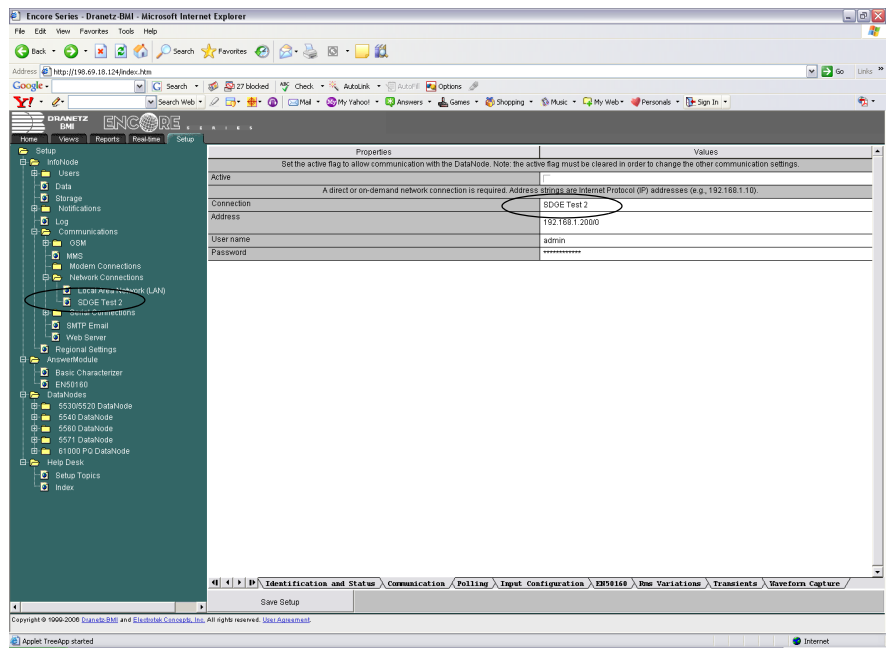 Encore Series - Dranetz-BMI - Microsoft Internet Explorer
File Edit View Favorites Tools Help
Back Search Favorites
Address http://198.69.18.124/index.htm Go Links »
Google Search 27 blocked Check AutoLink AutoFill Options
Y! Search Web Mail My Yahoo! Answers Games Shopping Music My Web Personals Sign In
DRANETZ BMI ENCORE SERIES
Home Views Reports Real-time Setup
Setup
InfoNode
Users
Data
Storage
Notifications
Log
Communications
GSM
MMS
Modem Connections
Network Connections
Local Area Network (LAN)
SDGE Test 2
Serial Connections
SMTP Email
Web Server
Regional Settings
AnswerModule
Basic Characterizer
EN50160
DataNodes
5530/5520 DataNode
5540 DataNode
5560 DataNode
5571 DataNode
61000 PQ DataNode
Help Desk
Setup Topics
Index
Properties Values
Set the active flag to allow communication with the DataNode. Note: the active flag must be cleared in order to change the other communication settings.
Active
A direct or on-demand network connection is required. Address strings are Internet Protocol (IP) addresses (e.g., 192.168.1.10).
Connection SDGE Test 2
Address 192.168.1.200/0
User name admin
Password ************
Identification and Status Communication Polling Input Configuration EN50160 Rms Variations Transients Waveform Capture
Save Setup
Copyright © 1999-2006 Dranetz-BMI and Electrotek Concepts, Inc. All rights reserved. User Agreement.
Applet TreeApp started Internet